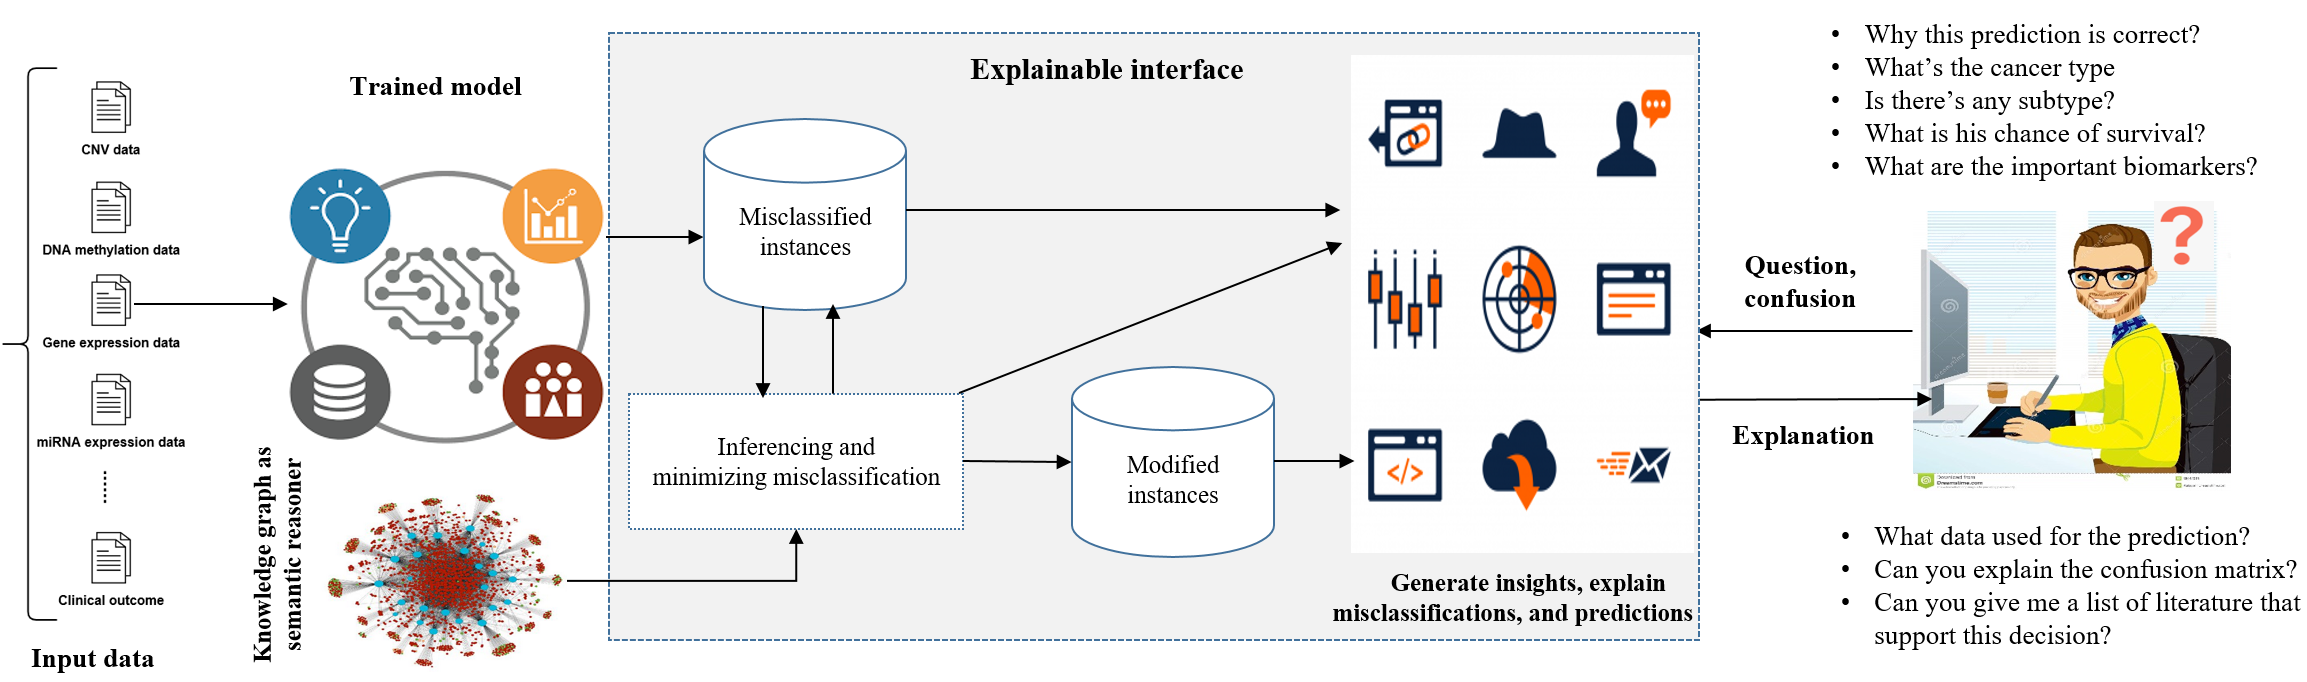 CNV data
DNA methylation data
Gene expression data
miRNA expression data
Clinical outcome
Input data
Trained model
Knowledge graph as
semantic reasoner
Explainable interface
Misclassified
instances
Inferencing and
minimizing misclassification
Modified
instances
</>
Generate insights, explain
misclassifications, and predictions
Question,
confusion
Explanation
• Why this prediction is correct?
• What's the cancer type
• Is there's any subtype?
• What is his chance of survival?
• What are the important biomarkers?
?
Download from
Dreamstime.com
• What data used for the prediction?
• Can you explain the confusion matrix?
• Can you give me a list of literature that
support this decision?